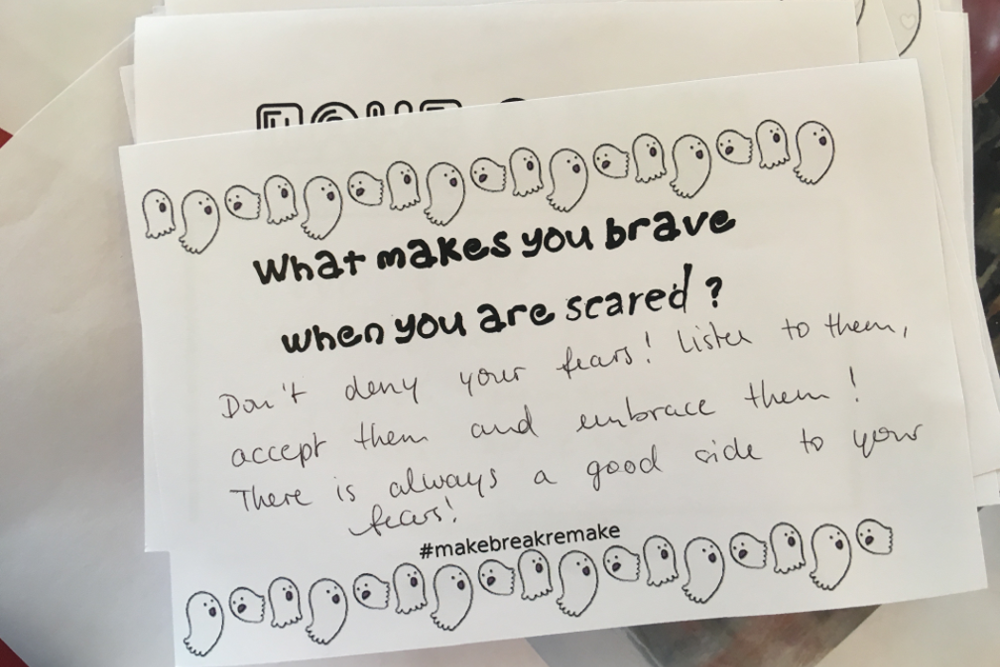 What makes you brave
when you are scared?
Don't deny your fears! Listen to them,
accept them and embrace them!
There is always a good side to your
fears!
#makebreakremake